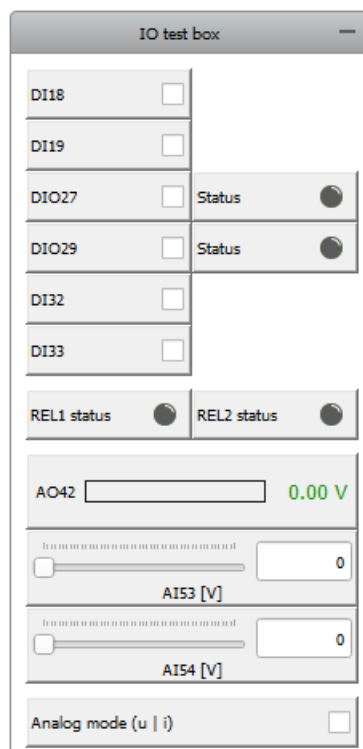 IO test box
DI18
DI19
DIO27 Status
DIO29 Status
DI32
DI33
REL1 status REL2 status
AO42 0.00 V
0
AI53 [V]
0
AI54 [V]
Analog mode (u | i)